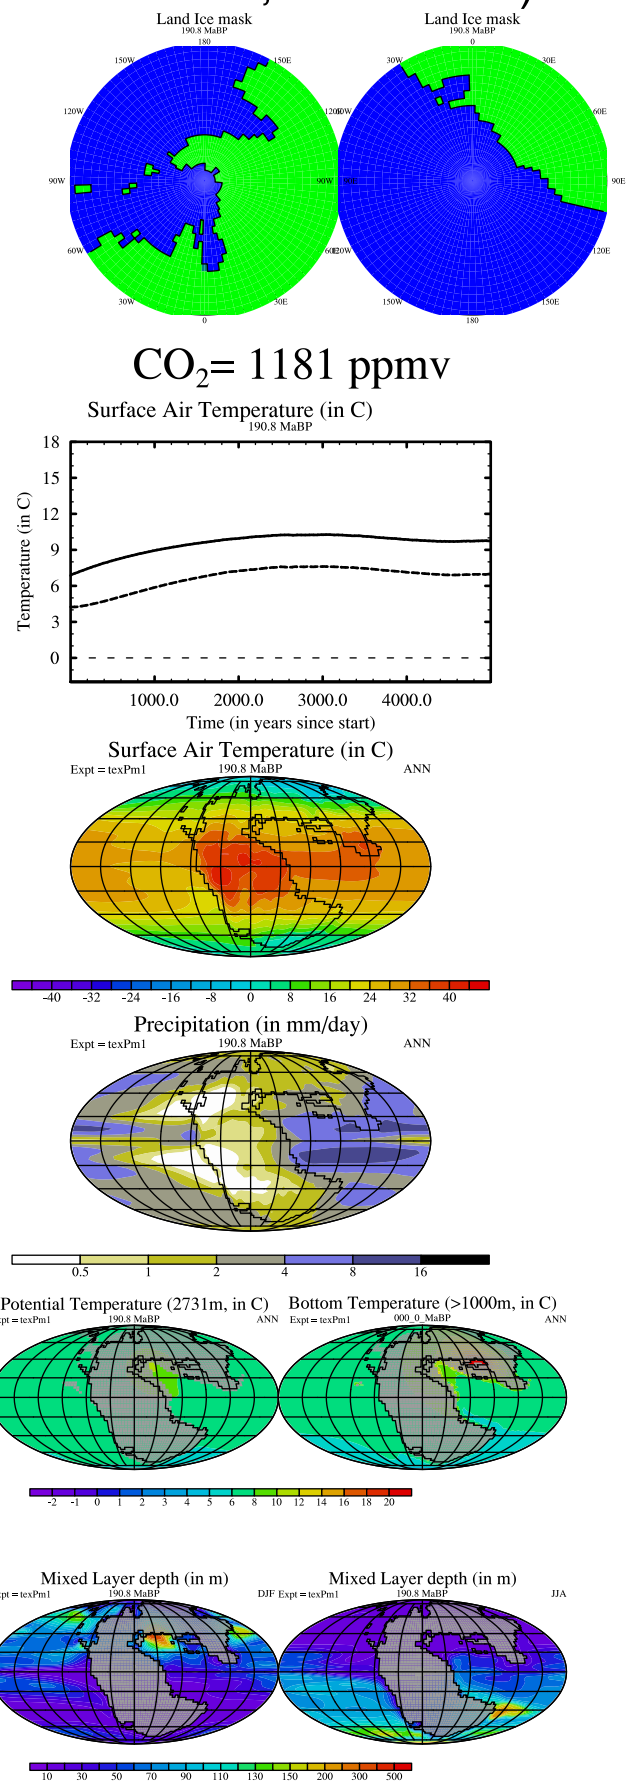 Land Ice mask Land Ice mask
190.8 MaBP 190.8 MaBP
180 0
150W 150E 30W 30E
120W 120E 60W 60E
90W 90E 90W 90E
60W 60E 120W 120E
30W 30E 150W 150E
0 180
CO2= 1181 ppmv
Surface Air Temperature (in C)
190.8 MaBP
18
15
12
9
6
3
0
Temperature (in C)
1000.0 2000.0 3000.0 4000.0
Time (in years since start)
Surface Air Temperature (in C)
Expt = texPm1 190.8 MaBP ANN
-40 -32 -24 -16 -8 0 8 16 24 32 40
Precipitation (in mm/day)
Expt = texPm1 190.8 MaBP ANN
0.5 1 2 4 8 16
Potential Temperature (2731m, in C) Bottom Temperature (>1000m, in C)
xpt = texPm1 190.8 MaBP ANN Expt = texPm1 000_0_MaBP ANN
-2 -1 0 1 2 3 4 5 6 8 10 12 14 16 18 20
Mixed Layer depth (in m) Mixed Layer depth (in m)
xpt = texPm1 190.8 MaBP DJF Expt = texPm1 190.8 MaBP JJA
10 30 50 70 90 110 130 150 200 300 500